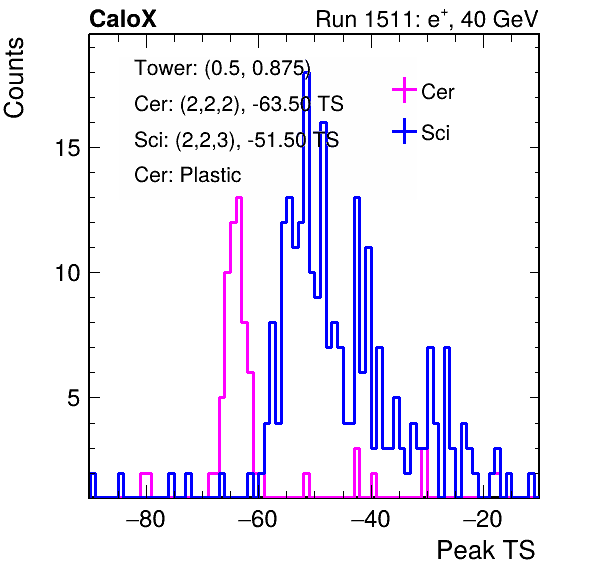 CaloX Run 1511: e⁺, 40 GeV
Counts
Tower: (0.5, 0.875)
Cer: (2,2,2), -63.50 TS
Sci: (2,2,3), -51.50 TS
Cer: Plastic
Cer
Sci
15
10
5
−80 −60 −40 −20
Peak TS